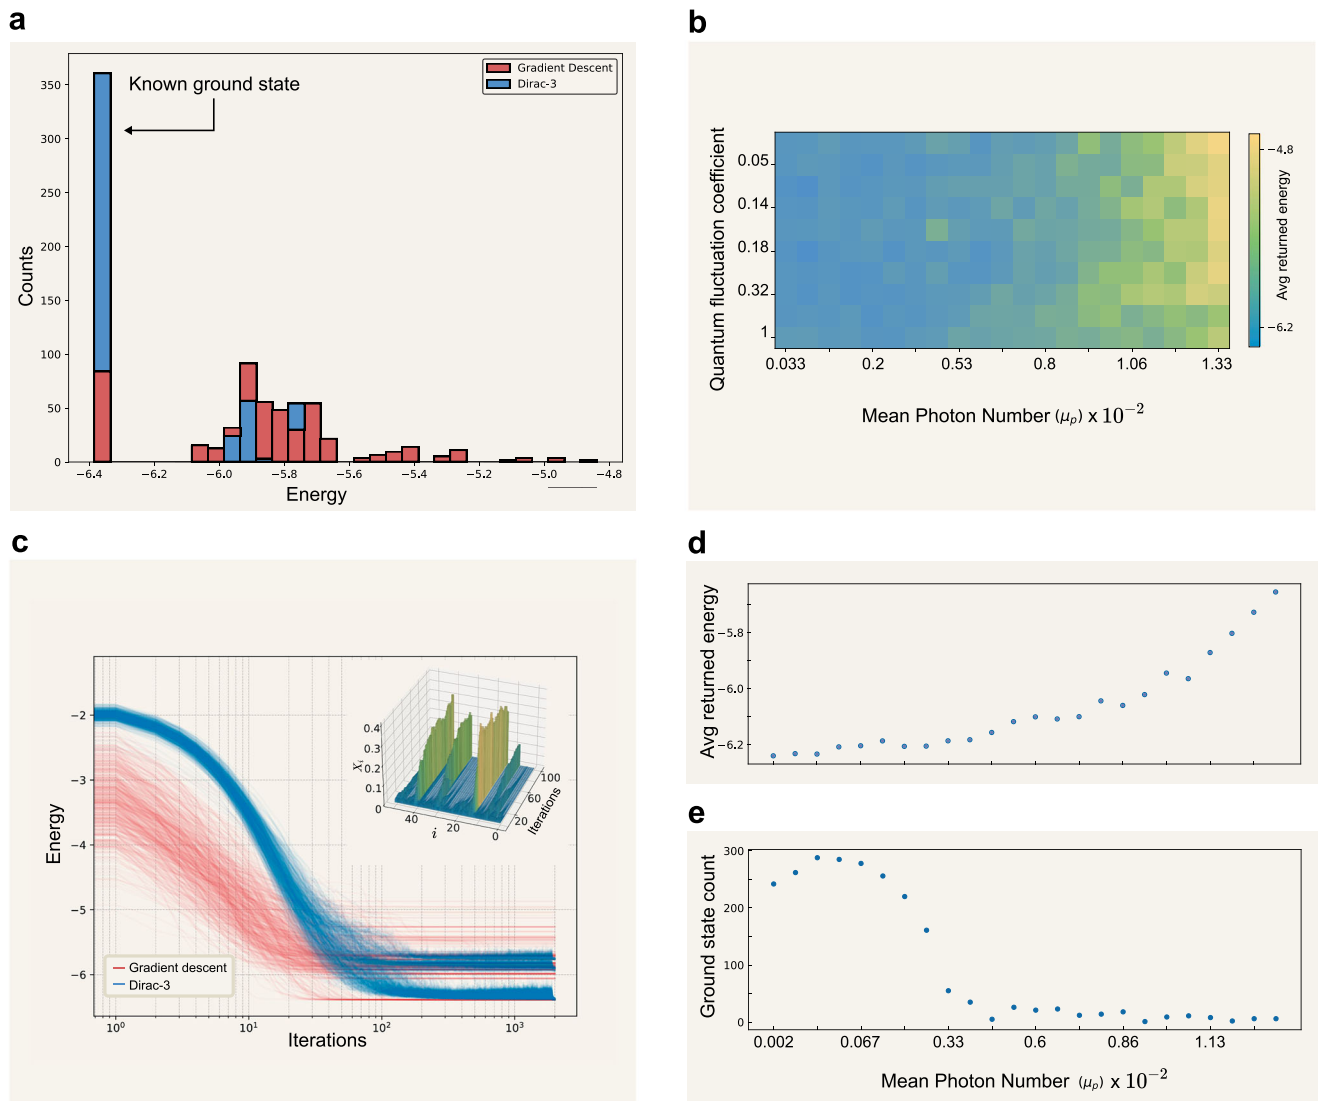 a
350
300
250
200
150
100
50
0
Counts
Known ground state
Gradient Descent
Dirac-3
−6.4 −6.2 −6.0 −5.8 −5.6 −5.4 −5.2 −5.0 −4.8
Energy
b
Quantum fluctuation coefficient
0.05
0.14
0.18
0.32
1
0.033 0.2 0.53 0.8 1.06 1.33
Mean Photon Number (μₚ) x 10⁻²
−4.8
−6.2
Avg returned energy
c
Energy
−2
−3
−4
−5
−6
Gradient descent
Dirac-3
10⁰ 10¹ 10² 10³
Iterations
Xᵢ
0.4
0.3
0.2
0.1
0
40 20 0
i
20
60
100
Iterations
d
Avg returned energy
−5.8
−6.0
−6.2
e
Ground state count
300
200
100
0
0.002 0.067 0.33 0.6 0.86 1.13
Mean Photon Number (μₚ) x 10⁻²